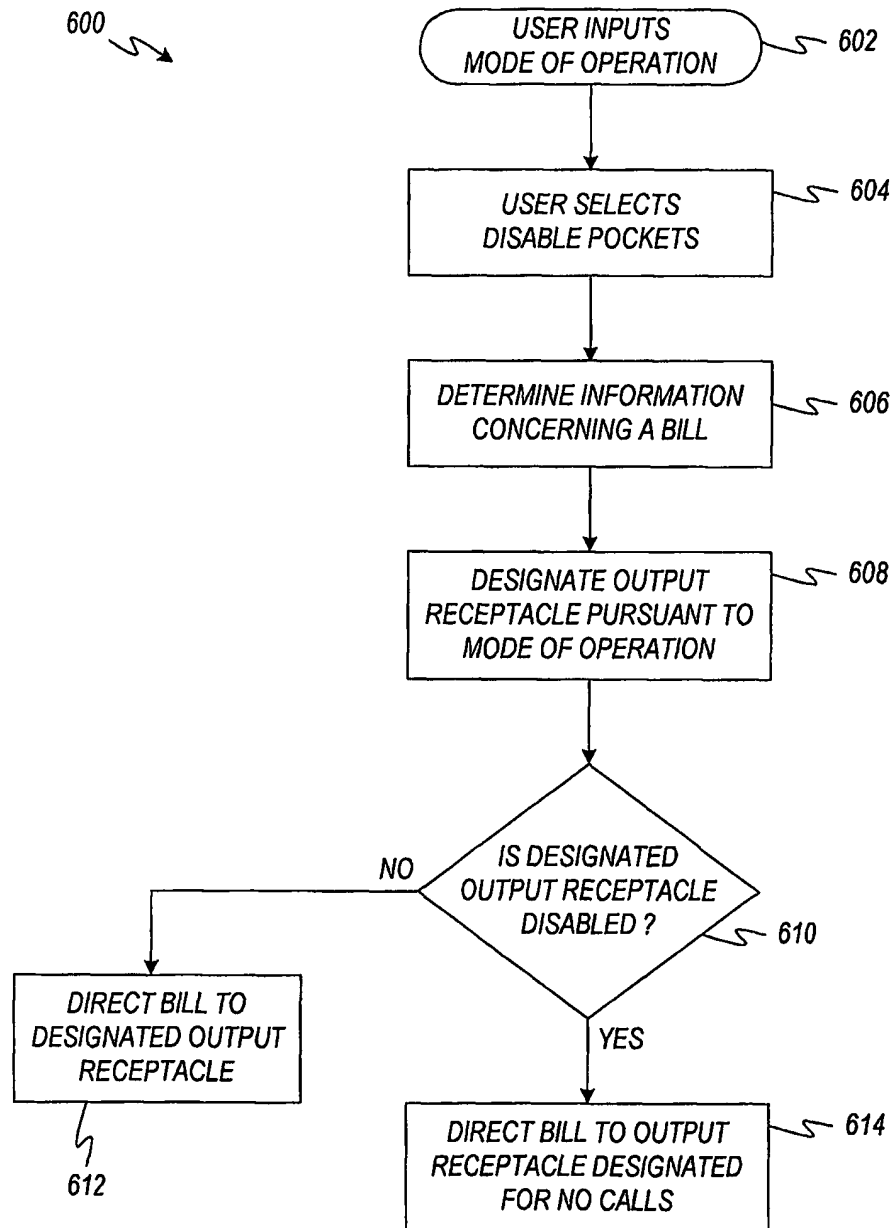 600
USER INPUTS
MODE OF OPERATION
602
USER SELECTS
DISABLE POCKETS
604
DETERMINE INFORMATION
CONCERNING A BILL
606
DESIGNATE OUTPUT
RECEPTACLE PURSUANT TO
MODE OF OPERATION
608
IS DESIGNATED
OUTPUT RECEPTACLE
DISABLED ?
610
NO
DIRECT BILL TO
DESIGNATED OUTPUT
RECEPTACLE
612
YES
DIRECT BILL TO OUTPUT
RECEPTACLE DESIGNATED
FOR NO CALLS
614